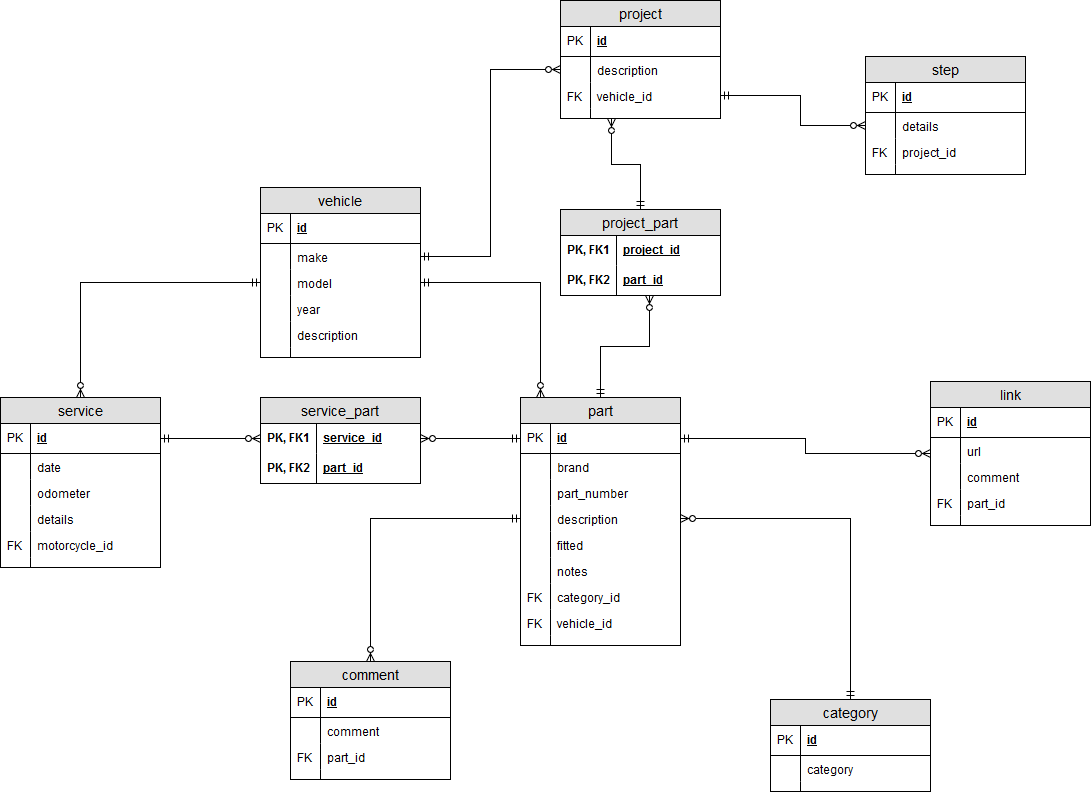 project
PK id
description
FK vehicle_id
step
PK id
details
FK project_id
vehicle
PK id
make
model
year
description
project_part
PK, FK1 project_id
PK, FK2 part_id
service
PK id
date
odometer
details
FK motorcycle_id
service_part
PK, FK1 service_id
PK, FK2 part_id
part
PK id
brand
part_number
description
fitted
notes
FK category_id
FK vehicle_id
link
PK id
url
comment
FK part_id
comment
PK id
comment
FK part_id
category
PK id
category